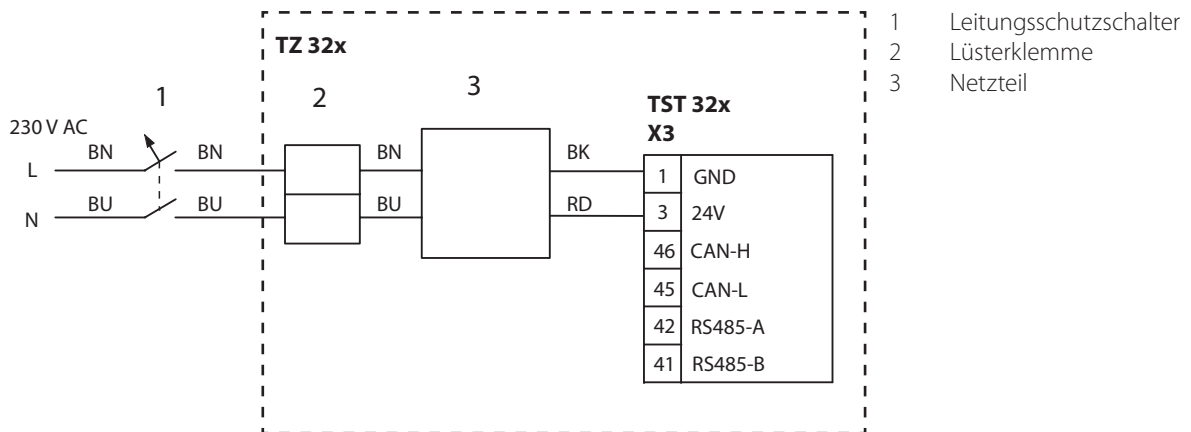 TZ 32x
1 Leitungsschutzschalter
2 Lüsterklemme
3 Netzteil
1
2
3
TST 32x
X3
230 V AC
L BN BN BN BK
N BU BU BU RD
1 GND
3 24V
46 CAN-H
45 CAN-L
42 RS485-A
41 RS485-B